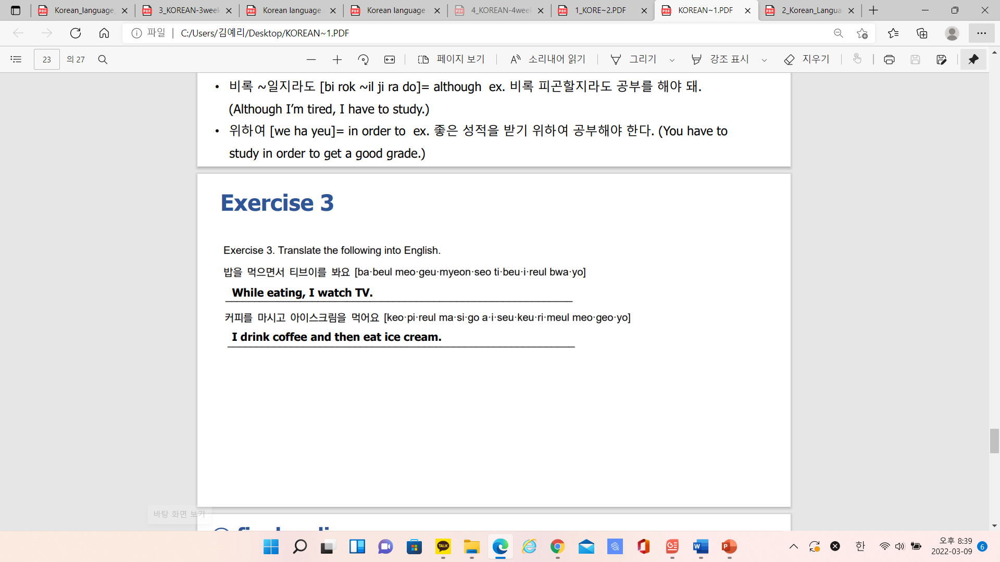 Korean_language_
3_KOREAN-3week
Korean language
Korean language
4_KOREAN-4week
1_KORE~2.PDF
KOREAN~1.PDF
2_Korean_Langua
파일 | C:/Users/김예리/Desktop/KOREAN~1.PDF
23 의 27
페이지 보기
소리내어 읽기
그리기
강조 표시
지우기
• 비록 ~일지라도 [bi rok ~il ji ra do]= although ex. 비록 피곤할지라도 공부를 해야 돼.
(Although I’m tired, I have to study.)
• 위하여 [we ha yeu]= in order to ex. 좋은 성적을 받기 위하여 공부해야 한다. (You have to
study in order to get a good grade.)
Exercise 3
Exercise 3. Translate the following into English.
밥을 먹으면서 티브이를 봐요 [ba·beul meo·geu·myeon·seo ti·beu·i·reul bwa·yo]
While eating, I watch TV.
커피를 마시고 아이스크림을 먹어요 [keo·pi·reul ma·si·go a·i·seu·keu·ri·meul meo·geo·yo]
I drink coffee and then eat ice cream.
바탕 화면 보기
TALK
한
오후 8:39
2022-03-09
6